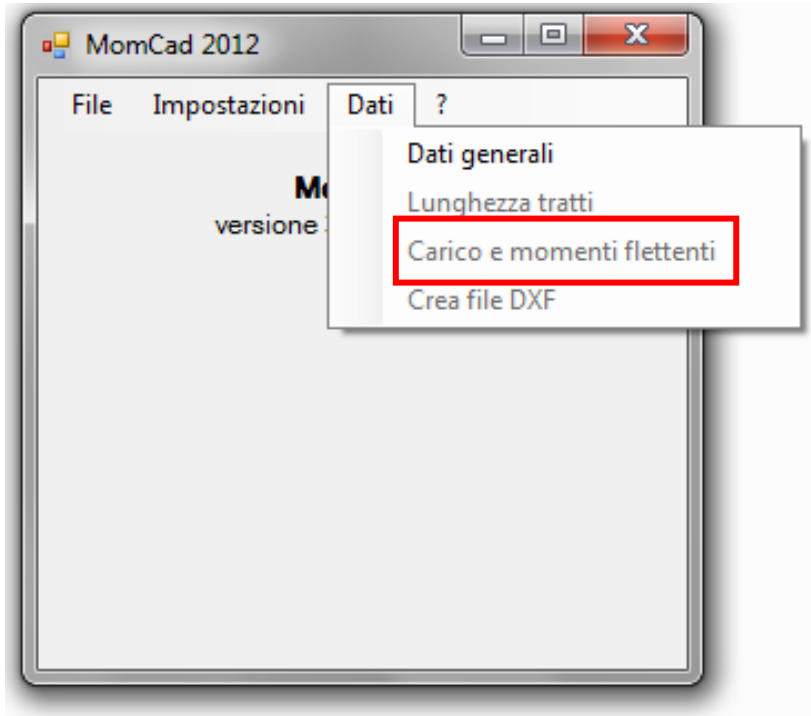 MomCad 2012
File Impostazioni Dati ?
Dati generali
Lunghezza tratti
versione
Carico e momenti flettenti
Crea file DXF